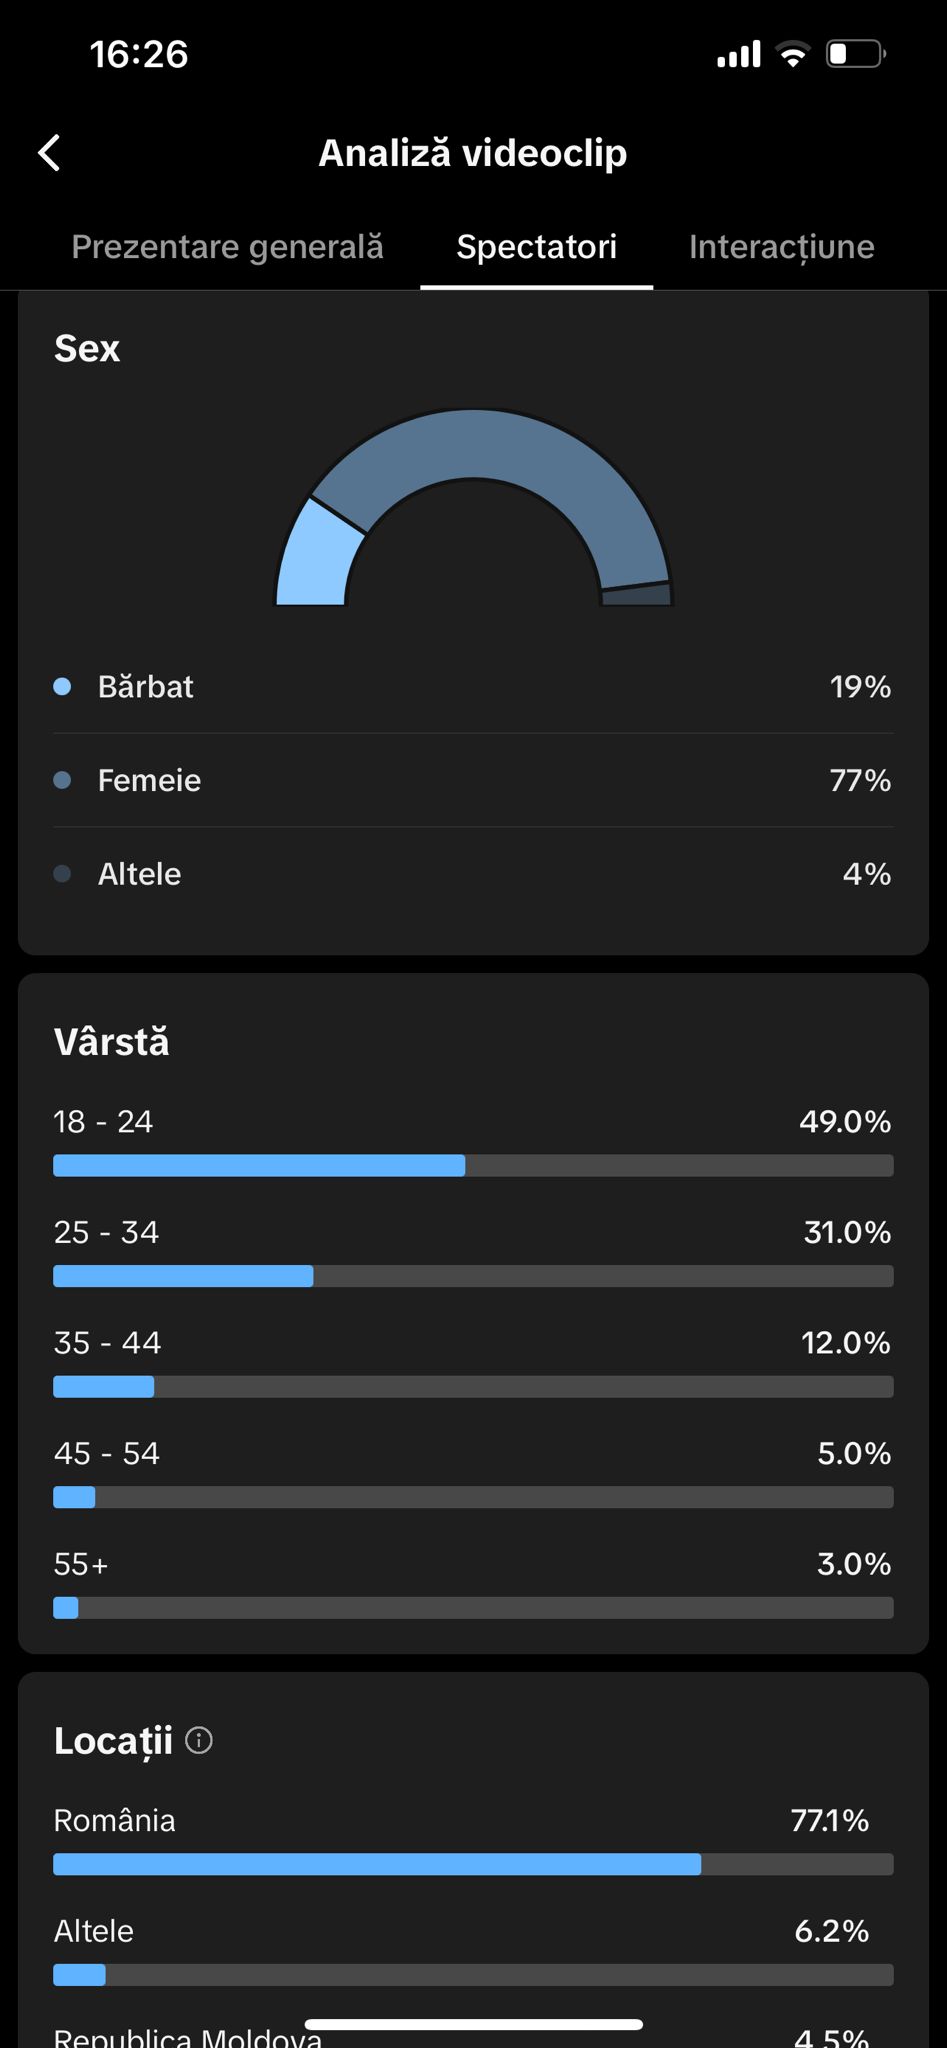 16:26
Analiză videoclip
Prezentare generală Spectatori Interacțiune
Sex
Bărbat 19%
Femeie 77%
Altele 4%
Vârstă
18 - 24 49.0%
25 - 34 31.0%
35 - 44 12.0%
45 - 54 5.0%
55+ 3.0%
Locații
România 77.1%
Altele 6.2%
Republica Moldova 4.5%